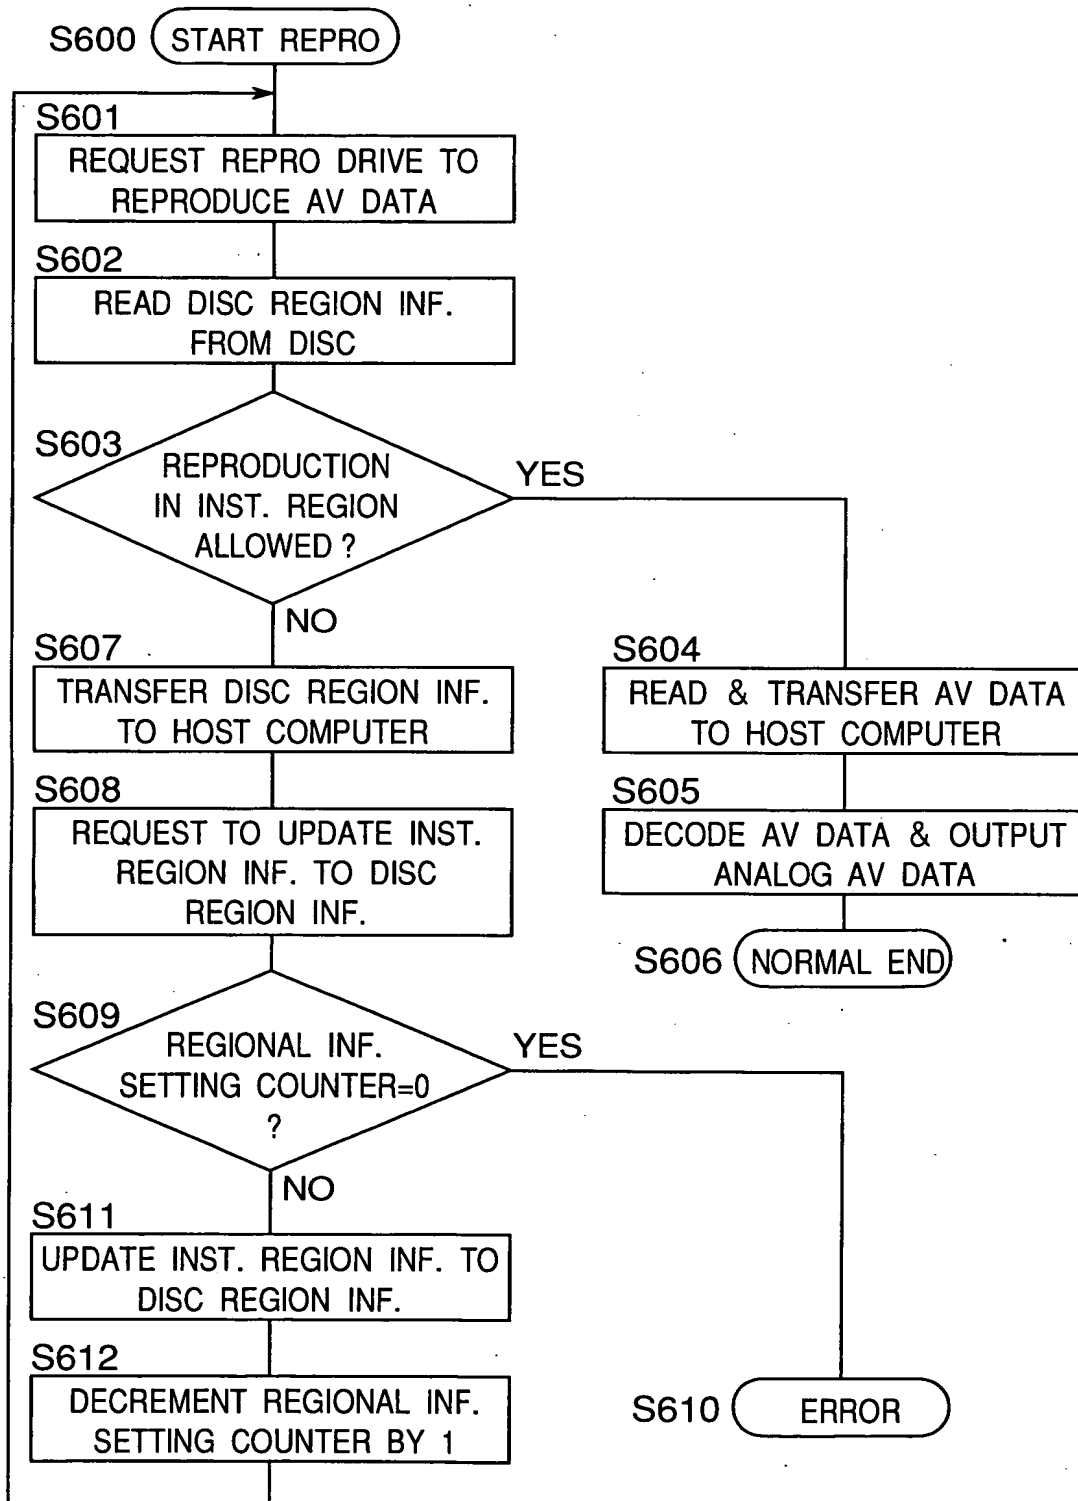 S600 START REPRO
S601
REQUEST REPRO DRIVE TO
REPRODUCE AV DATA
S602
READ DISC REGION INF.
FROM DISC
S603
REPRODUCTION
IN INST. REGION
ALLOWED ?
YES
NO
S607
TRANSFER DISC REGION INF.
TO HOST COMPUTER
S604
READ & TRANSFER AV DATA
TO HOST COMPUTER
S608
REQUEST TO UPDATE INST.
REGION INF. TO DISC
REGION INF.
S605
DECODE AV DATA & OUTPUT
ANALOG AV DATA
S606 NORMAL END
S609
REGIONAL INF.
SETTING COUNTER=0
?
YES
NO
S611
UPDATE INST. REGION INF. TO
DISC REGION INF.
S612
DECREMENT REGIONAL INF.
SETTING COUNTER BY 1
S610 ERROR